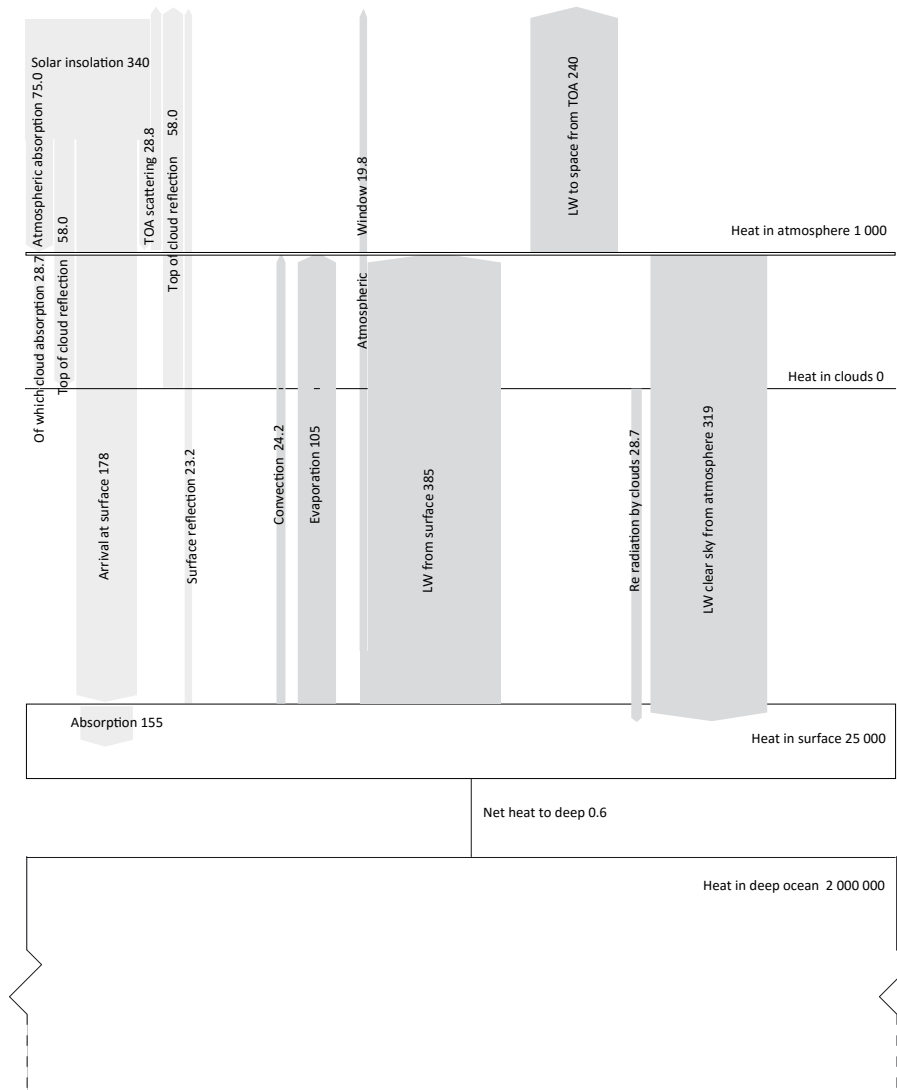 Solar insolation 340
Atmospheric absorption 75.0
Of which cloud absorption 28.7
Top of cloud reflection 58.0
TOA scattering 28.8
Top of cloud reflection 58.0
Atmospheric Window 19.8
LW to space from TOA 240
Heat in atmosphere 1 000
Heat in clouds 0
Arrival at surface 178
Surface reflection 23.2
Convection 24.2
Evaporation 105
LW from surface 385
Re radiation by clouds 28.7
LW clear sky from atmosphere 319
Absorption 155
Heat in surface 25 000
Net heat to deep 0.6
Heat in deep ocean 2 000 000